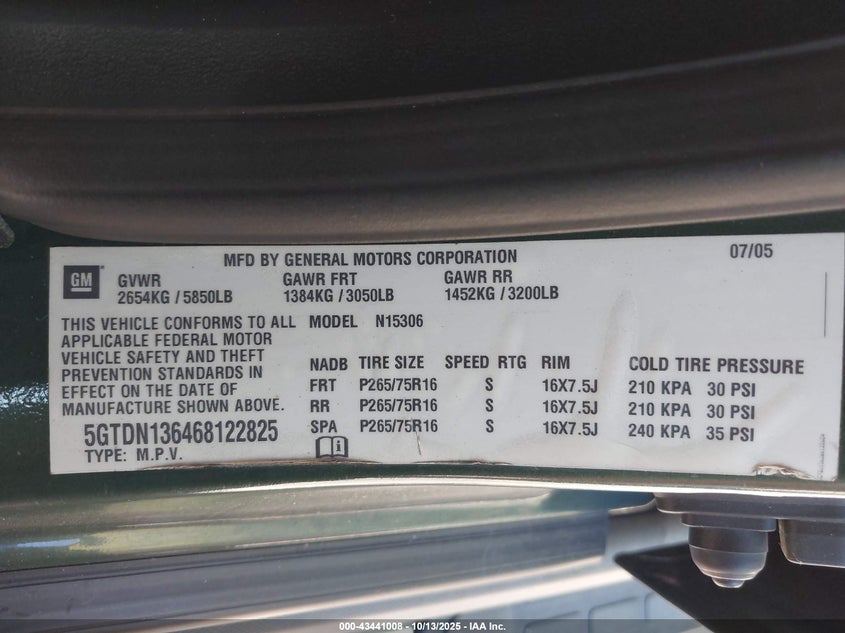 MFD BY GENERAL MOTORS CORPORATION 07/05
GM
GVWR GAWR FRT GAWR RR
2654KG / 5850LB 1384KG / 3050LB 1452KG / 3200LB
THIS VEHICLE CONFORMS TO ALL
APPLICABLE FEDERAL MOTOR
VEHICLE SAFETY AND THEFT
PREVENTION STANDARDS IN
EFFECT ON THE DATE OF
MANUFACTURE SHOWN ABOVE.
5GTDN136468122825
TYPE: M.P.V.
MODEL N15306
NADB TIRE SIZE SPEED RTG RIM COLD TIRE PRESSURE
FRT P265/75R16 S 16X7.5J 210 KPA 30 PSI
RR P265/75R16 S 16X7.5J 210 KPA 30 PSI
SPA P265/75R16 S 16X7.5J 240 KPA 35 PSI
000-43441008 - 10/13/2025 - IAA Inc.